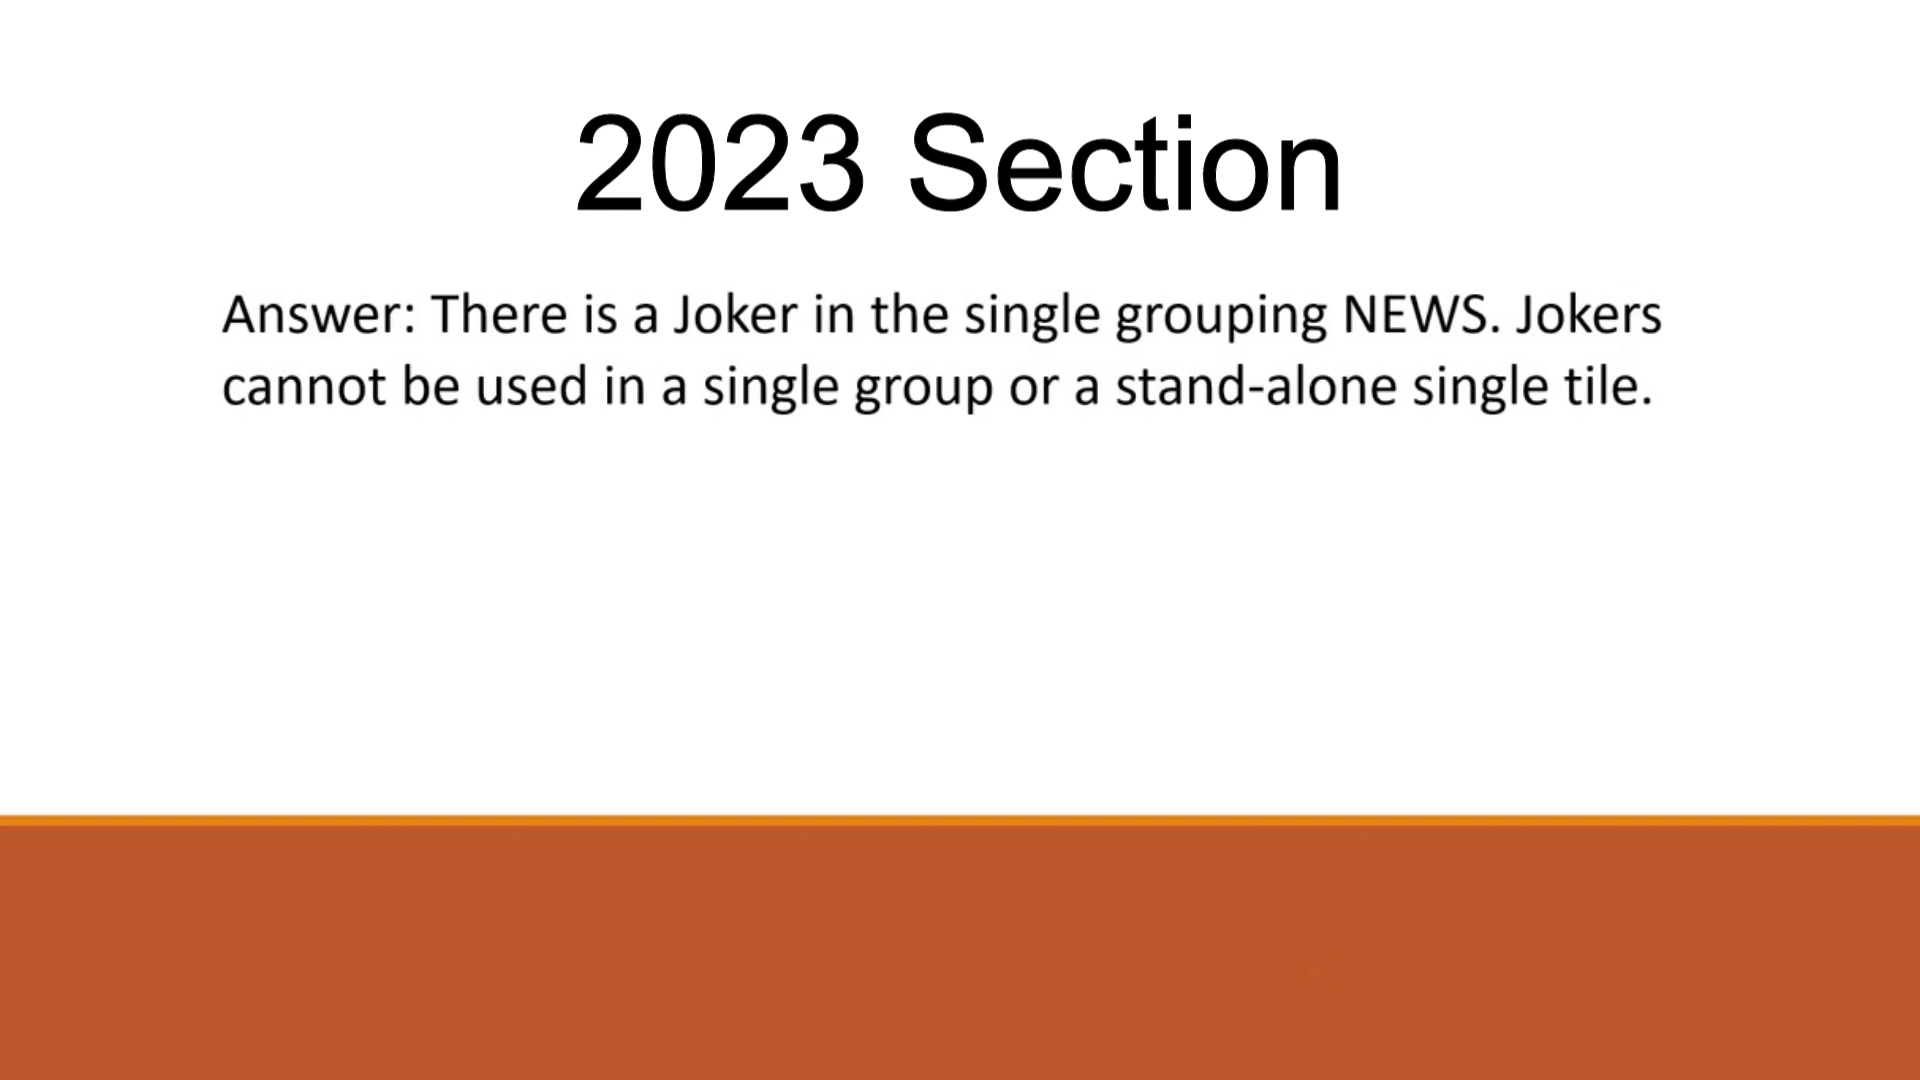 2023 Section
Answer: There is a Joker in the single grouping NEWS. Jokers
cannot be used in a single group or a stand-alone single tile.